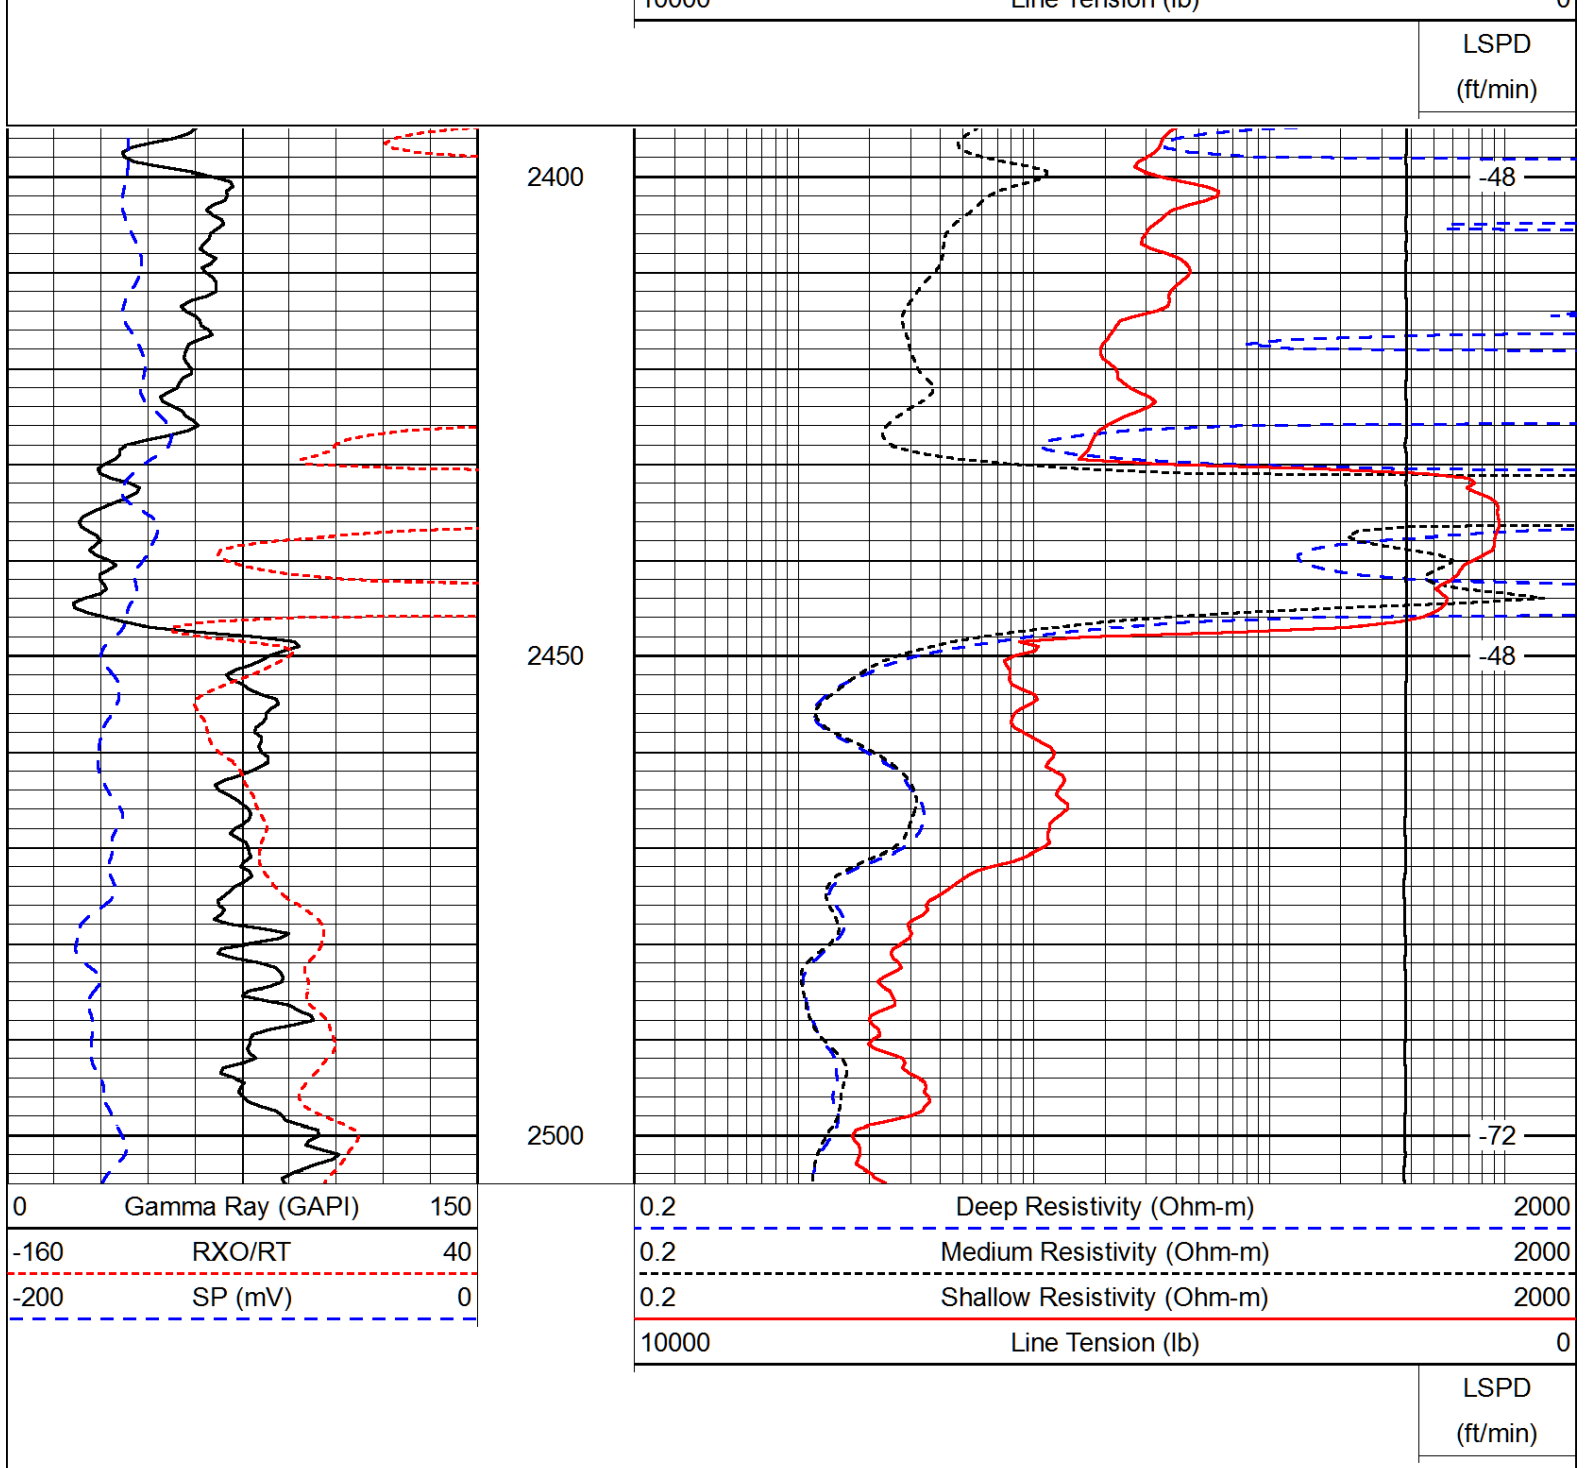 10000 Line Tension (lb) 0
LSPD
(ft/min)
2400 -48
2450 -48
2500 -72
0 Gamma Ray (GAPI) 150
-160 RXO/RT 40
-200 SP (mV) 0
0.2 Deep Resistivity (Ohm-m) 2000
0.2 Medium Resistivity (Ohm-m) 2000
0.2 Shallow Resistivity (Ohm-m) 2000
10000 Line Tension (lb) 0
LSPD
(ft/min)